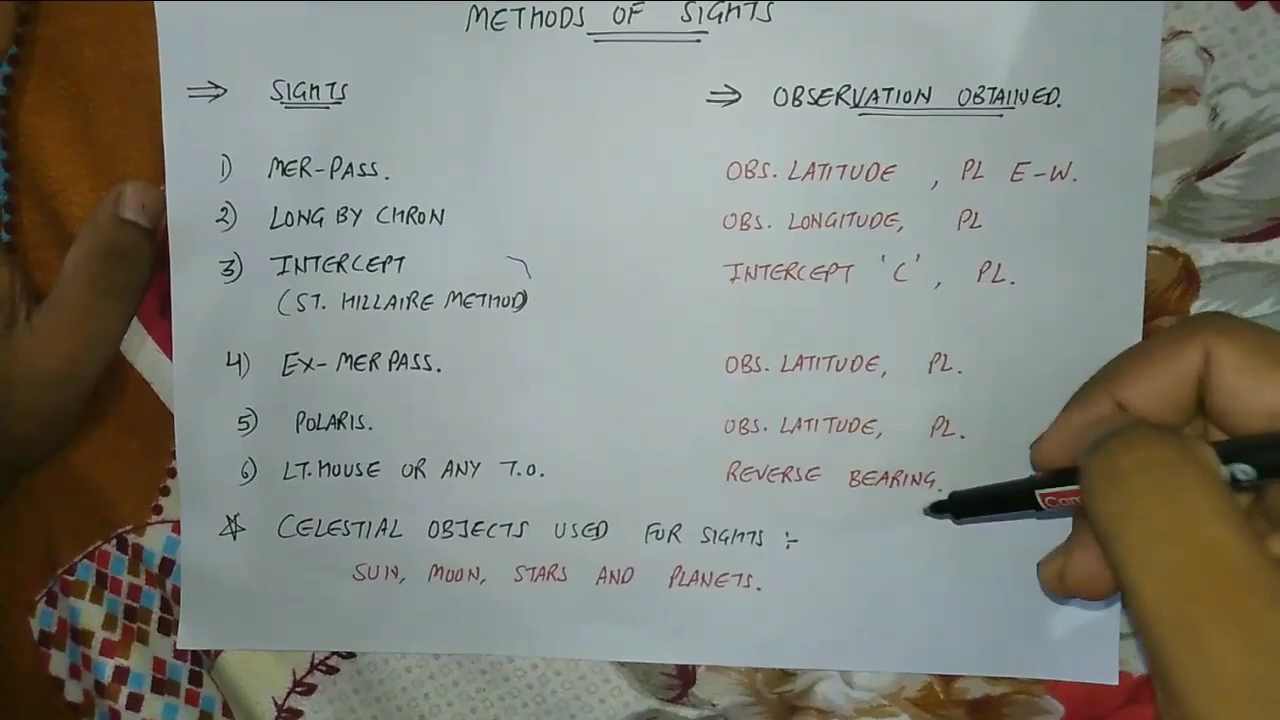 METHODS OF SIGHTS
⇒ SIGHTS ⇒ OBSERVATION OBTAINED.
1) MER-PASS. OBS. LATITUDE , PL E-W.
2) LONG BY CHRON OBS. LONGITUDE, PL
3) INTERCEPT INTERCEPT 'C', PL.
(ST. HILLAIRE METHOD)
4) EX-MER PASS. OBS. LATITUDE, PL.
5) POLARIS. OBS. LATITUDE, PL.
6) LT. HOUSE OR ANY T.O. REVERSE BEARING.
☆ CELESTIAL OBJECTS USED FOR SIGHTS :-
SUN, MOON, STARS AND PLANETS.